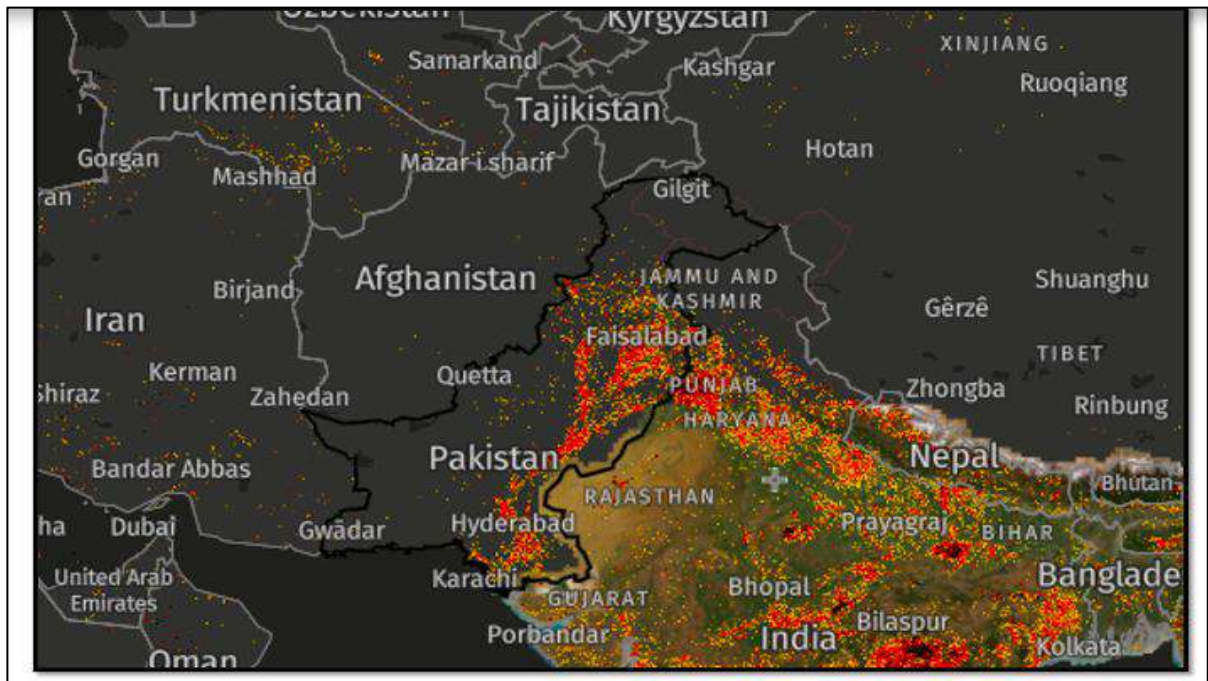 Uzbekistan
Kyrgyzstan
XINJIANG
Samarkand
Kashgar
Ruoqiang
Turkmenistan
Tajikistan
Gorgan
Mashhad
Mazar-i sharif
Hotan
Gilgit
Afghanistan
JAMMU AND
KASHMIR
Birjand
Shuanghu
Gêrzê
Iran
Faisalabad
TIBET
Kerman
Quetta
PUNJAB
Zhongba
Shiraz
Zahedan
Rinbung
HARYANA
Pakistan
Nepal
Bandar Abbas
Bhutan
RAJASTHAN
Dubai
Gwādar
Hyderabad
Prayagraj
BIHAR
United Arab
Emirates
Karachi
Bhopal
Banglade
GUJARAT
Porbandar
Bilaspur
India
Kolkata
Oman